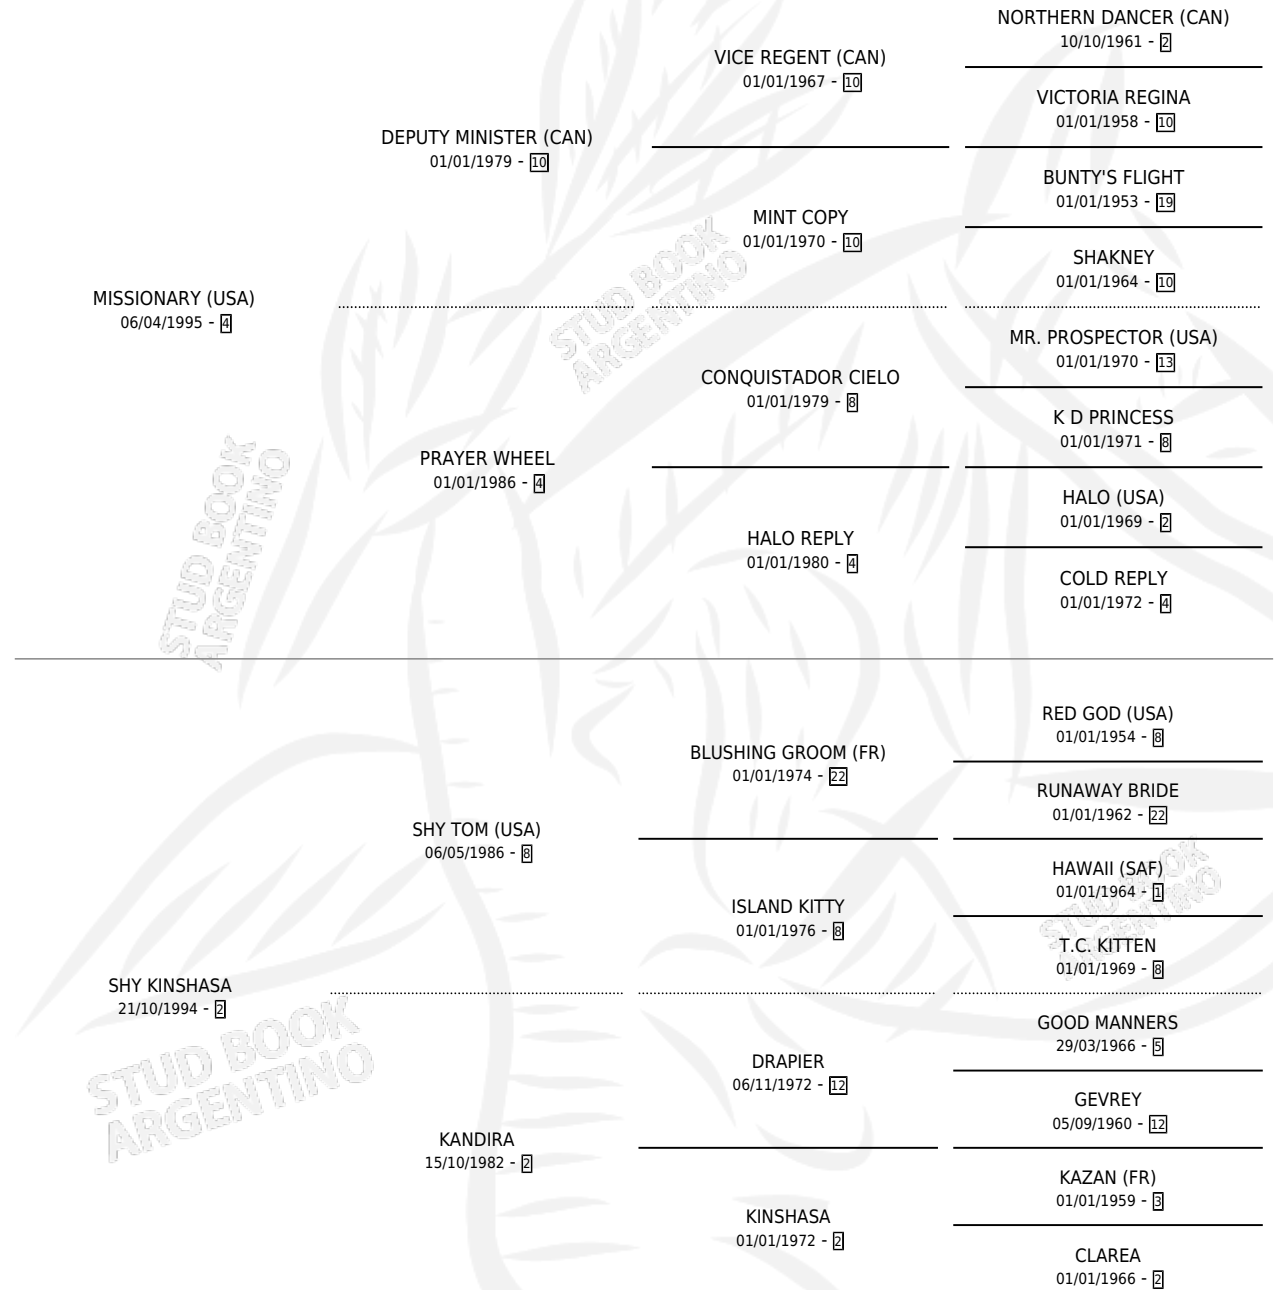 NORTHERN DANCER (CAN)
10/10/1961 - 2
VICE REGENT (CAN)
01/01/1967 - 10
VICTORIA REGINA
01/01/1958 - 10
DEPUTY MINISTER (CAN)
01/01/1979 - 10
BUNTY'S FLIGHT
01/01/1953 - 19
MINT COPY
01/01/1970 - 10
SHAKNEY
01/01/1964 - 10
MISSIONARY (USA)
06/04/1995 - 4
MR. PROSPECTOR (USA)
01/01/1970 - 13
CONQUISTADOR CIELO
01/01/1979 - 8
K D PRINCESS
01/01/1971 - 8
PRAYER WHEEL
01/01/1986 - 4
HALO (USA)
01/01/1969 - 2
HALO REPLY
01/01/1980 - 4
COLD REPLY
01/01/1972 - 4
STUD BOOK
ARGENTINO
STUD BOOK
ARGENTINO
RED GOD (USA)
01/01/1954 - 8
BLUSHING GROOM (FR)
01/01/1974 - 22
RUNAWAY BRIDE
01/01/1962 - 22
SHY TOM (USA)
06/05/1986 - 8
HAWAII (SAF)
01/01/1964 - 1
ISLAND KITTY
01/01/1976 - 8
T.C. KITTEN
01/01/1969 - 8
STUD BOOK
ARGENTINO
SHY KINSHASA
21/10/1994 - 2
GOOD MANNERS
29/03/1966 - 5
DRAPIER
06/11/1972 - 12
GEVREY
05/09/1960 - 12
KANDIRA
15/10/1982 - 2
KAZAN (FR)
01/01/1959 - 3
KINSHASA
01/01/1972 - 2
CLAREA
01/01/1966 - 2
STUD BOOK
ARGENTINO